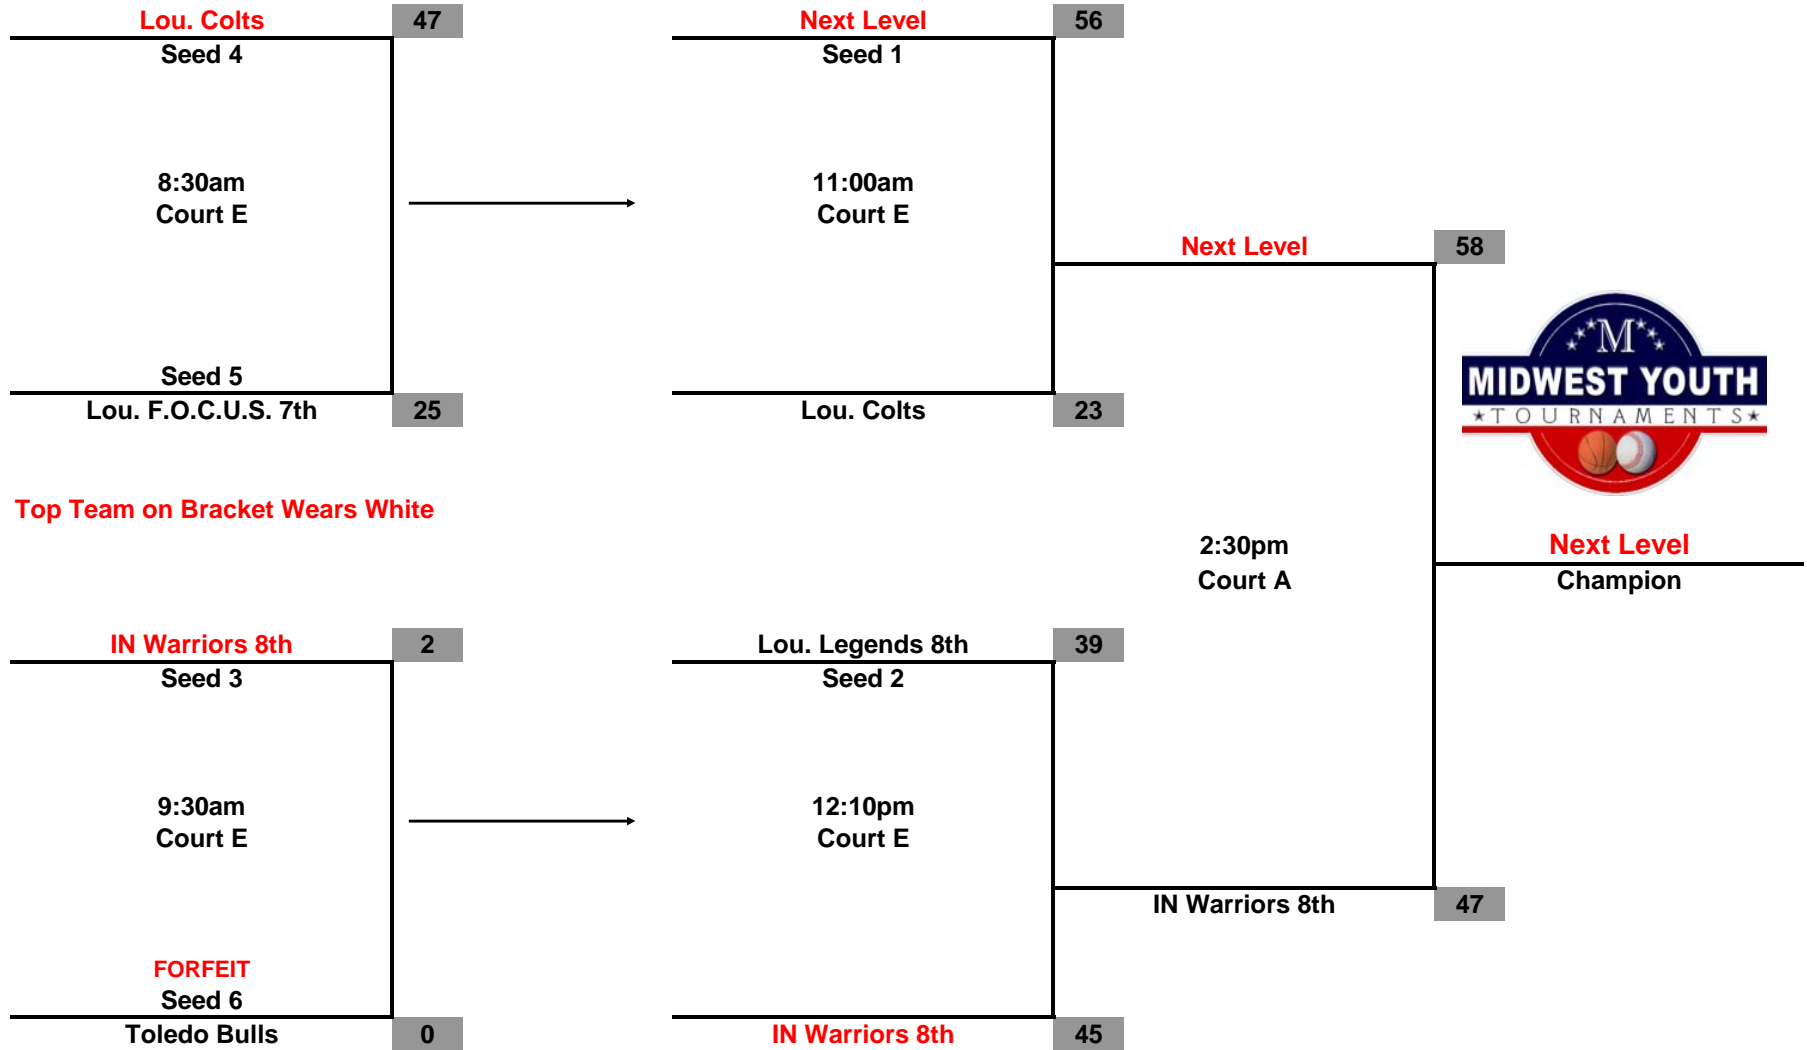 Lou. Colts 47
Seed 4
8:30am
Court E
Seed 5
Lou. F.O.C.U.S. 7th 25
Next Level 56
Seed 1
11:00am
Court E
Lou. Colts 23
Next Level 58
M
MIDWEST YOUTH
TOURNAMENTS
Top Team on Bracket Wears White
2:30pm
Court A
Next Level
Champion
IN Warriors 8th 2
Seed 3
9:30am
Court E
FORFEIT
Seed 6
Toledo Bulls 0
Lou. Legends 8th 39
Seed 2
12:10pm
Court E
IN Warriors 8th 45
IN Warriors 8th 47